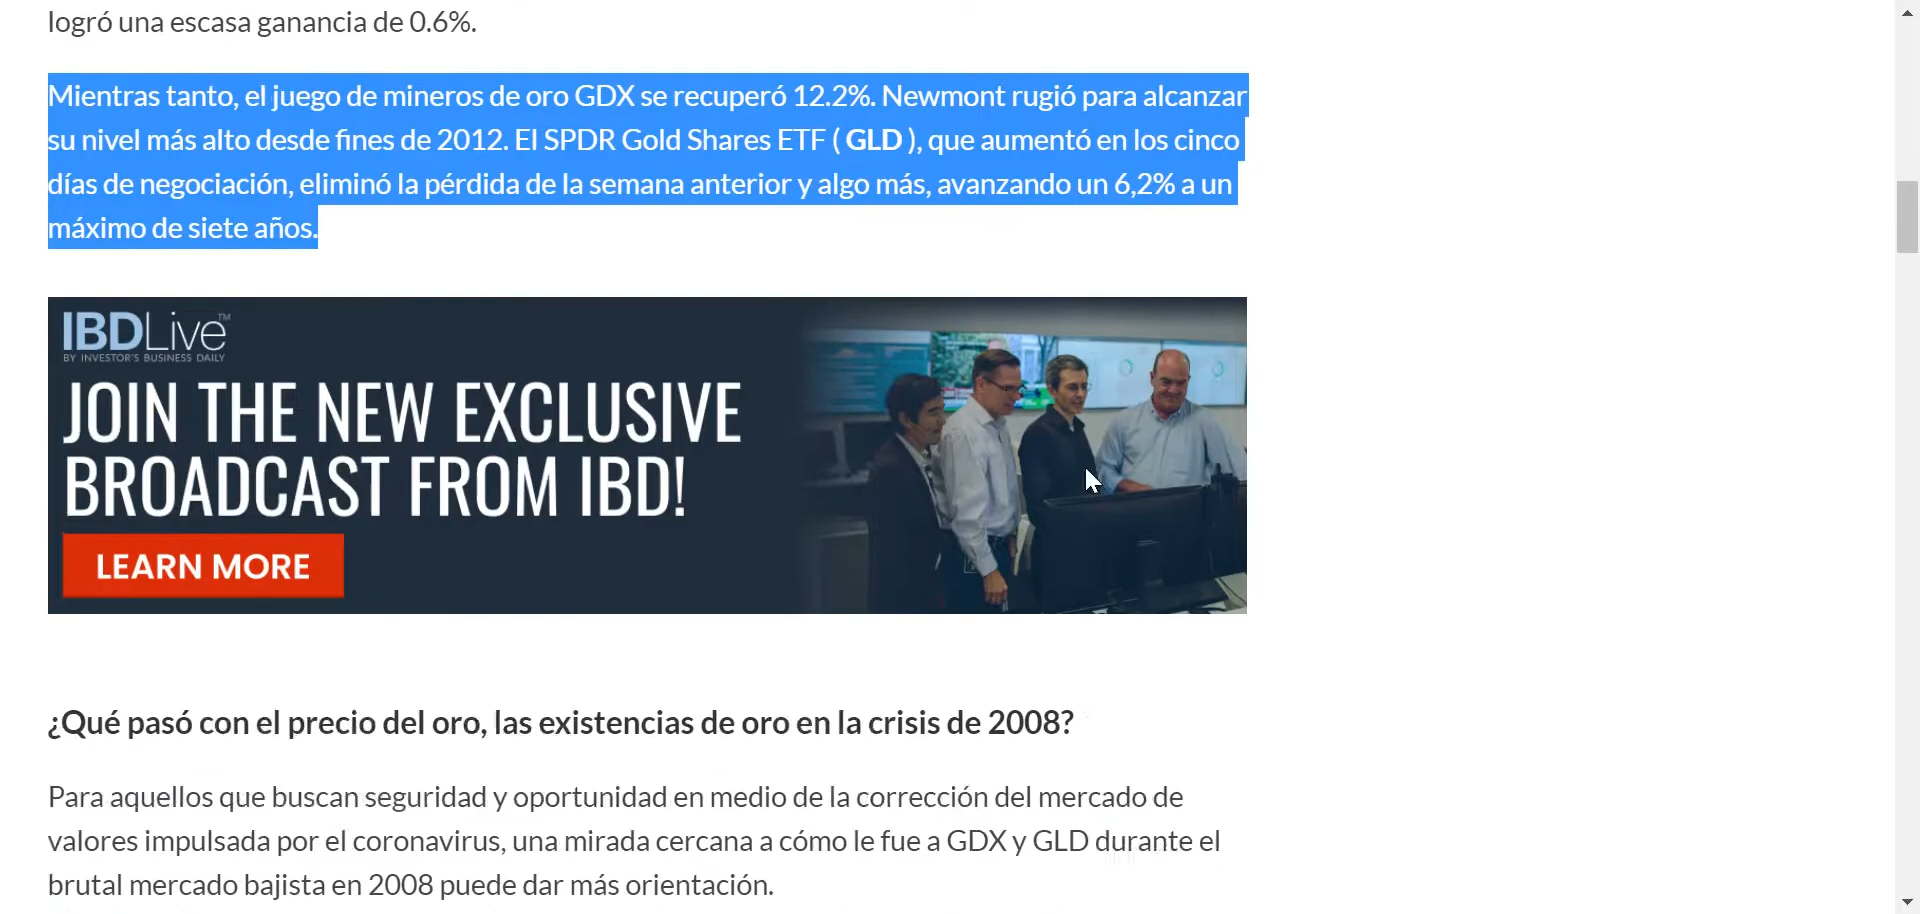 logró una escasa ganancia de 0.6%.
Mientras tanto, el juego de mineros de oro GDX se recuperó 12.2%. Newmont rugió para alcanzar
su nivel más alto desde fines de 2012. El SPDR Gold Shares ETF ( GLD ), que aumentó en los cinco
días de negociación, eliminó la pérdida de la semana anterior y algo más, avanzando un 6,2% a un
máximo de siete años.
IBDLive™
BY INVESTOR'S BUSINESS DAILY
JOIN THE NEW EXCLUSIVE
BROADCAST FROM IBD!
LEARN MORE
¿Qué pasó con el precio del oro, las existencias de oro en la crisis de 2008?
Para aquellos que buscan seguridad y oportunidad en medio de la corrección del mercado de
valores impulsada por el coronavirus, una mirada cercana a cómo le fue a GDX y GLD durante el
brutal mercado bajista en 2008 puede dar más orientación.